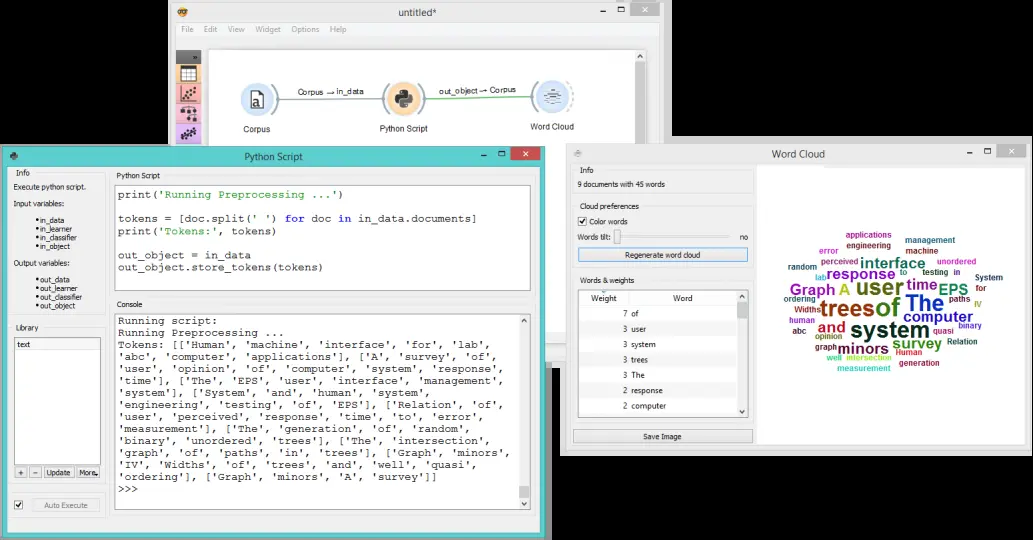 untitled*
File Edit View Widget Options Help
»
Corpus → in_data
out_object → Corpus
a
Corpus
Python Script
Word Cloud
Python Script
Info
Execute python script.
Input variables:
• in_data
• in_learner
• in_classifier
• in_object
Output variables:
• out_data
• out_learner
• out_classifier
• out_object
Library
text
+ − Update More
Auto Execute
Python Script
print('Running Preprocessing ...')
tokens = [doc.split(' ') for doc in in_data.documents]
print('Tokens:', tokens)
out_object = in_data
out_object.store_tokens(tokens)
Console
Running script:
Running Preprocessing ...
Tokens: [['Human', 'machine', 'interface', 'for', 'lab',
'abc', 'computer', 'applications'], ['A', 'survey', 'of',
'user', 'opinion', 'of', 'computer', 'system', 'response',
'time'], ['The', 'EPS', 'user', 'interface', 'management',
'system'], ['System', 'and', 'human', 'system',
'engineering', 'testing', 'of', 'EPS'], ['Relation', 'of',
'user', 'perceived', 'response', 'time', 'to', 'error',
'measurement'], ['The', 'generation', 'of', 'random',
'binary', 'unordered', 'trees'], ['The', 'intersection',
'graph', 'of', 'paths', 'in', 'trees'], ['Graph', 'minors',
'IV', 'Widths', 'of', 'trees', 'and', 'well', 'quasi',
'ordering'], ['Graph', 'minors', 'A', 'survey']]
>>>
Word Cloud
Info
9 documents with 45 words
Cloud preferences
Color words
Words tilt: no
Regenerate word cloud
Words & weights
Weight Word
7 of
3 user
3 system
3 trees
3 The
2 response
2 computer
Save Image
applications
engineering management
error machine
perceived interface unordered
random response to testing in
lab System
Graph A user time EPS for
ordering trees of The paths IV
Widths computer
human and system quasi binary
abc opinion survey Relation
graph minors Human
well intersection generation
measurement